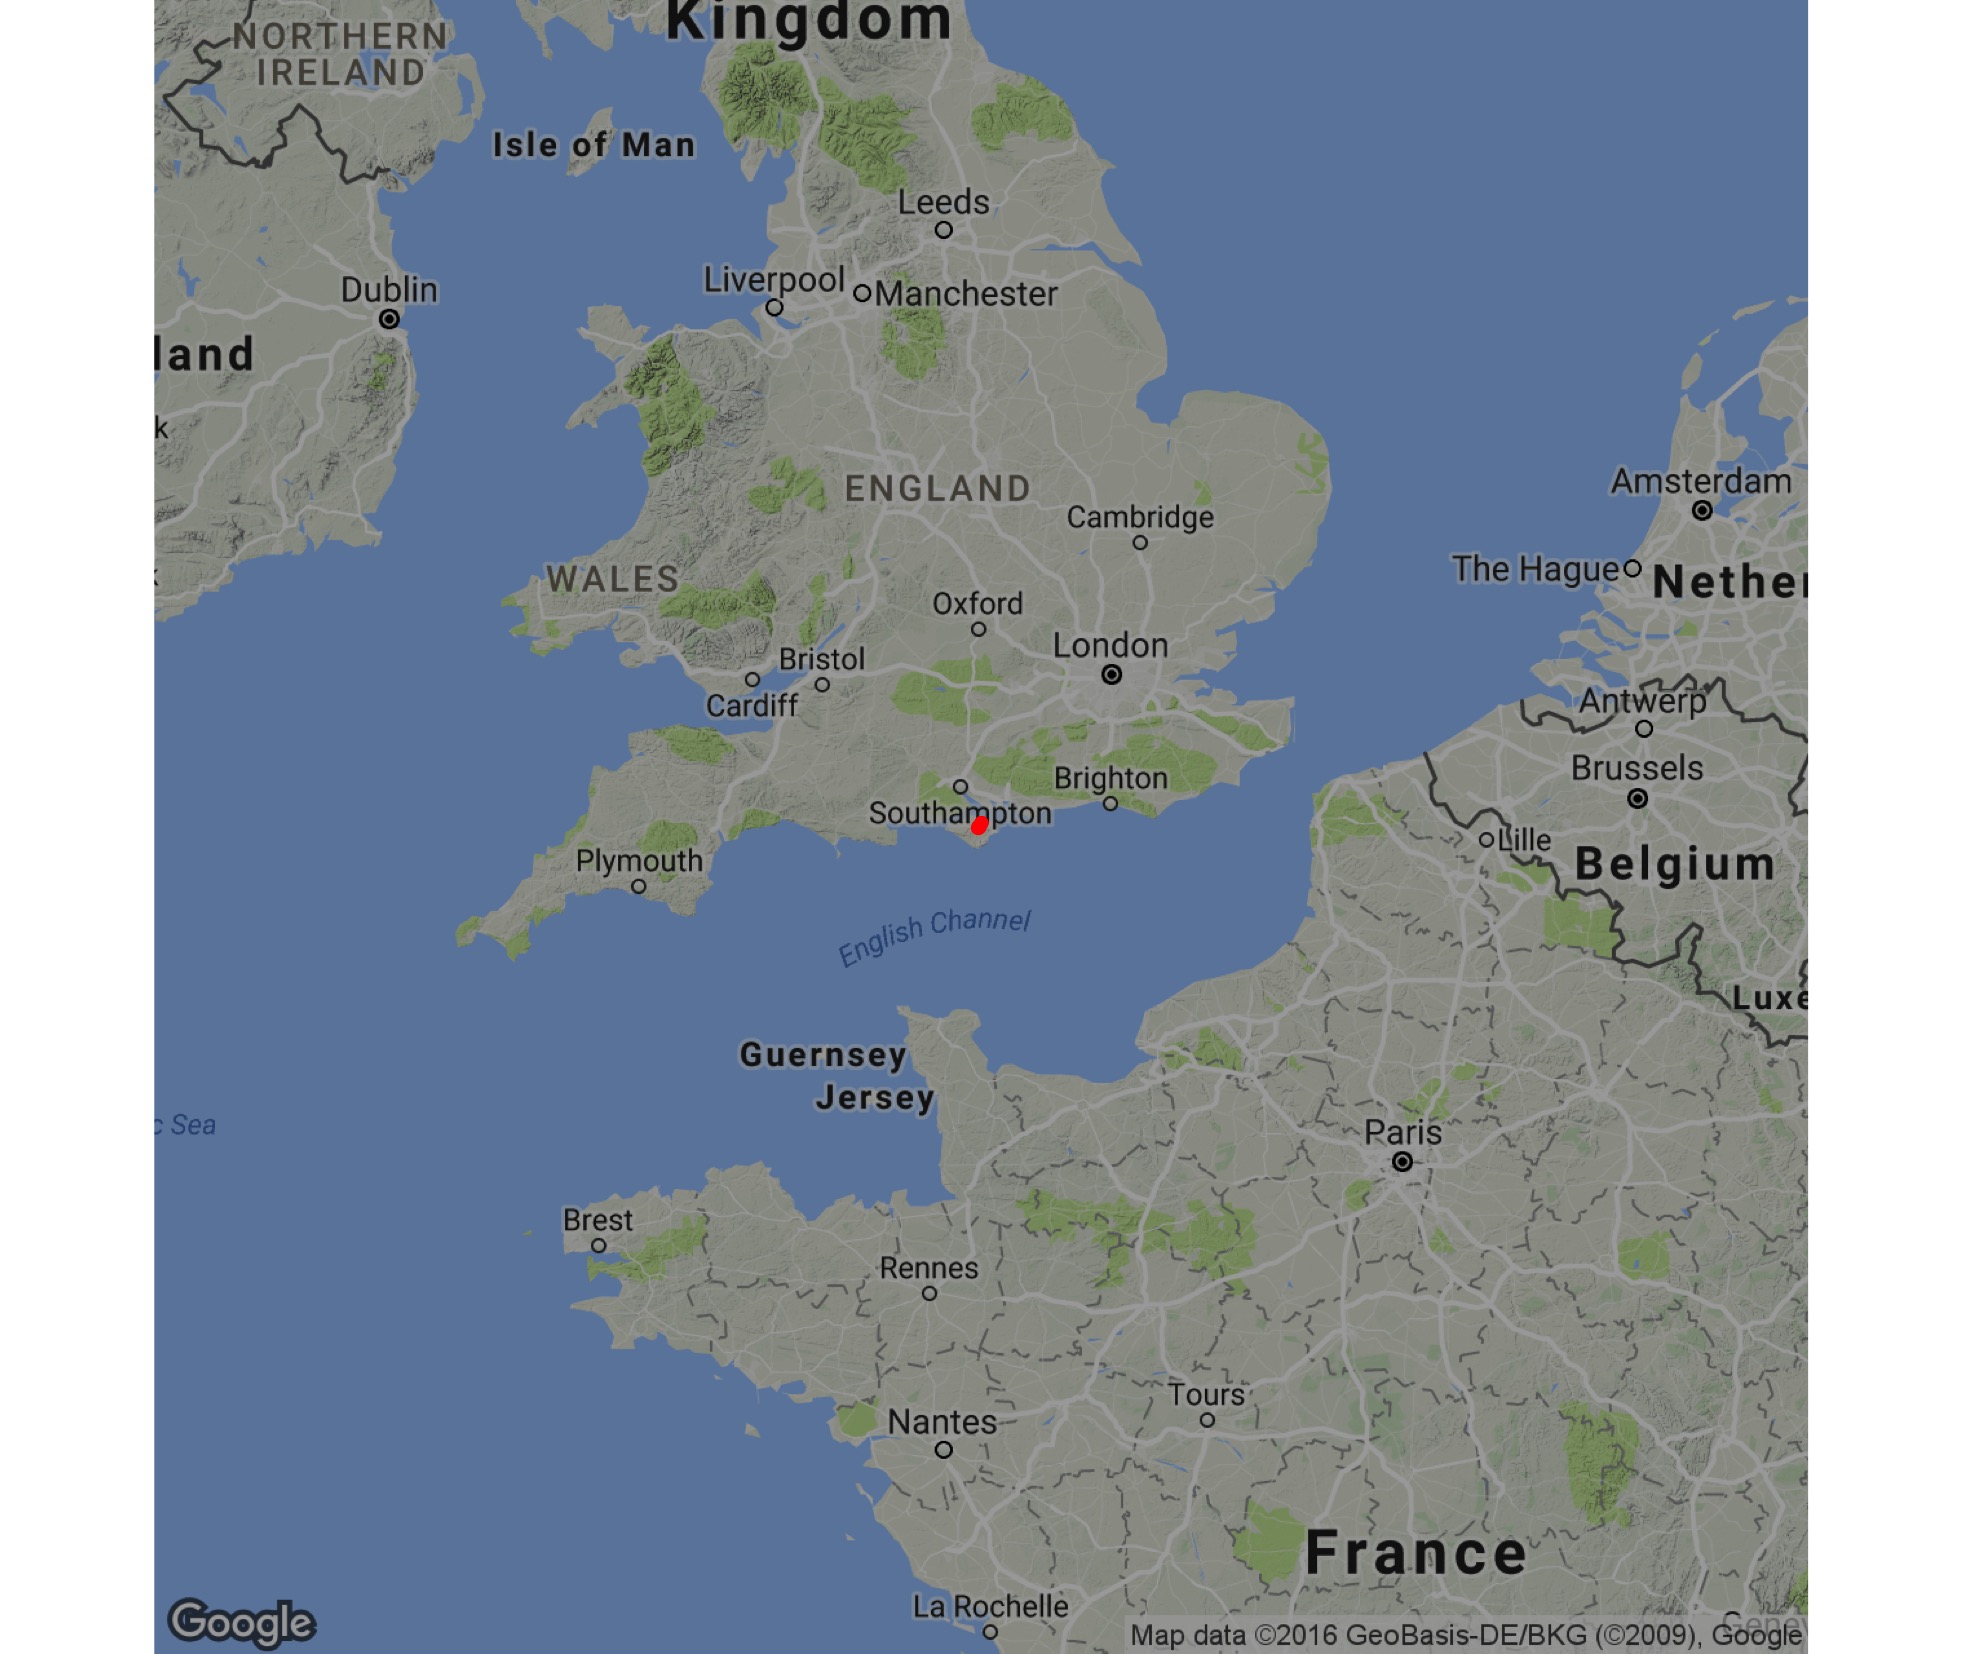 Kingdom
NORTHERN
IRELAND
Isle of Man
Leeds
Liverpool
Manchester
Dublin
land
k
Amsterdam
ENGLAND
Cambridge
The Hague
Nether
WALES
Oxford
London
Bristol
Cardiff
Antwerp
Brussels
Brighton
Southampton
Lille
Plymouth
Belgium
English Channel
Luxe
Guernsey
Jersey
c Sea
Paris
Brest
Rennes
Tours
Nantes
France
La Rochelle
Google
Map data ©2016 GeoBasis-DE/BKG (©2009), Google